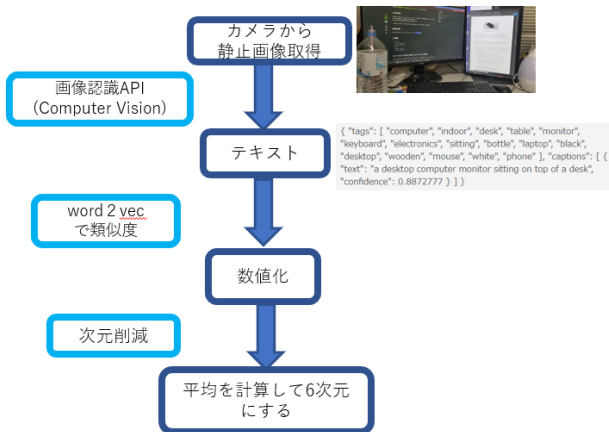 カメラから
静止画像取得
画像認識API
(Computer Vision)
テキスト
{ "tags": [ "computer", "indoor", "desk", "table", "monitor",
"keyboard", "electronics", "sitting", "bottle", "laptop", "black",
"desktop", "wooden", "mouse", "white", "phone" ], "captions": [ {
"text": "a desktop computer monitor sitting on top of a desk",
"confidence": 0.8872777 } ] }
word２vec
で類似度
数値化
次元削減
平均を計算して6次元
にする